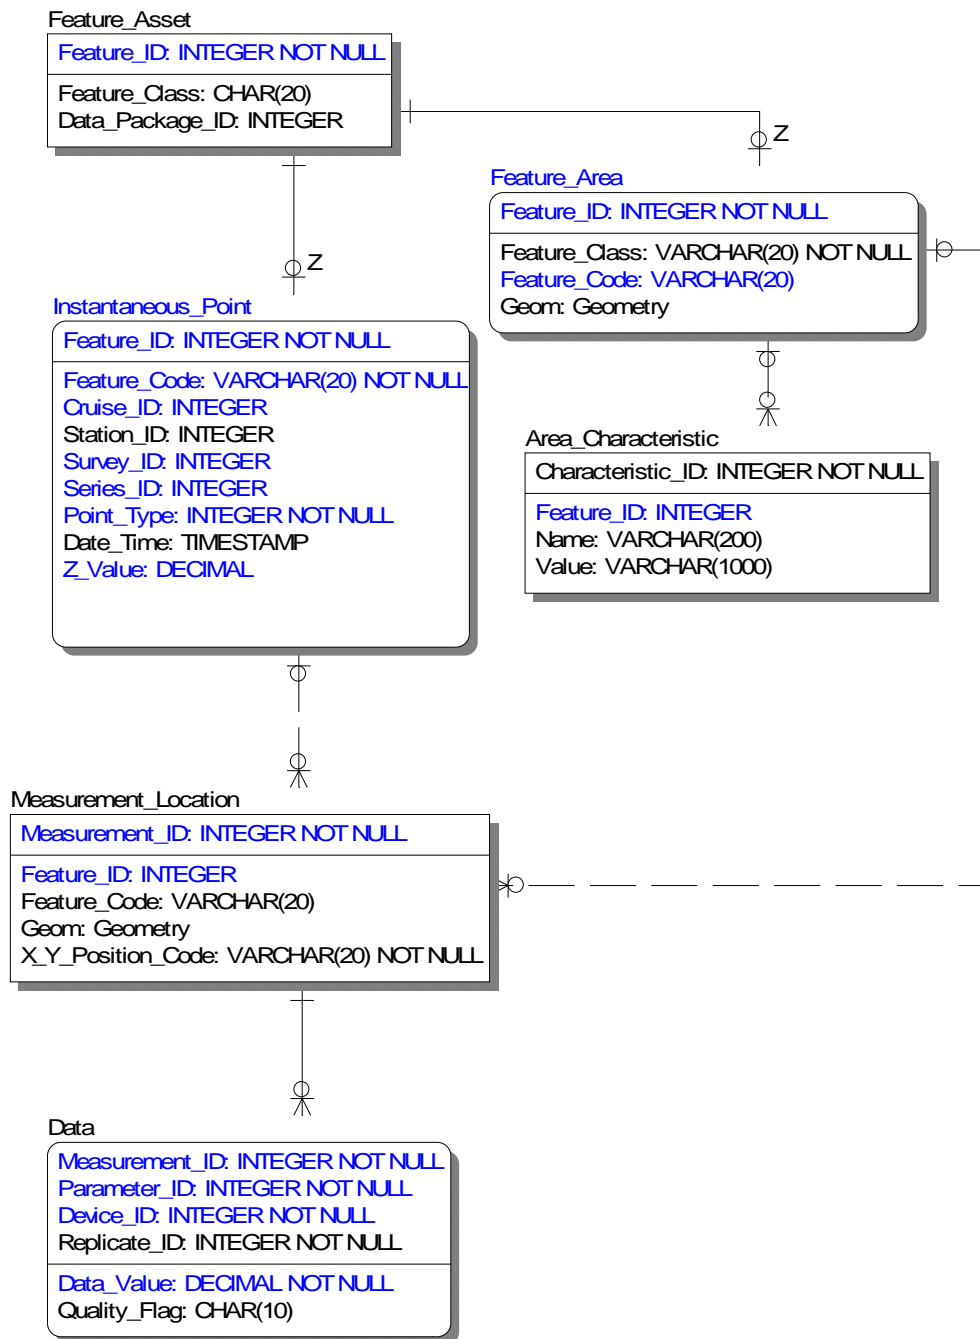 Feature_Asset
Feature_ID: INTEGER NOT NULL
Feature_Class: CHAR(20)
Data_Package_ID: INTEGER
Z
Z
Feature_Area
Feature_ID: INTEGER NOT NULL
Feature_Class: VARCHAR(20) NOT NULL
Feature_Code: VARCHAR(20)
Geom: Geometry
Instantaneous_Point
Feature_ID: INTEGER NOT NULL
Feature_Code: VARCHAR(20) NOT NULL
Cruise_ID: INTEGER
Station_ID: INTEGER
Survey_ID: INTEGER
Series_ID: INTEGER
Point_Type: INTEGER NOT NULL
Date_Time: TIMESTAMP
Z_Value: DECIMAL
Area_Characteristic
Characteristic_ID: INTEGER NOT NULL
Feature_ID: INTEGER
Name: VARCHAR(200)
Value: VARCHAR(1000)
Measurement_Location
Measurement_ID: INTEGER NOT NULL
Feature_ID: INTEGER
Feature_Code: VARCHAR(20)
Geom: Geometry
X_Y_Position_Code: VARCHAR(20) NOT NULL
Data
Measurement_ID: INTEGER NOT NULL
Parameter_ID: INTEGER NOT NULL
Device_ID: INTEGER NOT NULL
Replicate_ID: INTEGER NOT NULL
Data_Value: DECIMAL NOT NULL
Quality_Flag: CHAR(10)